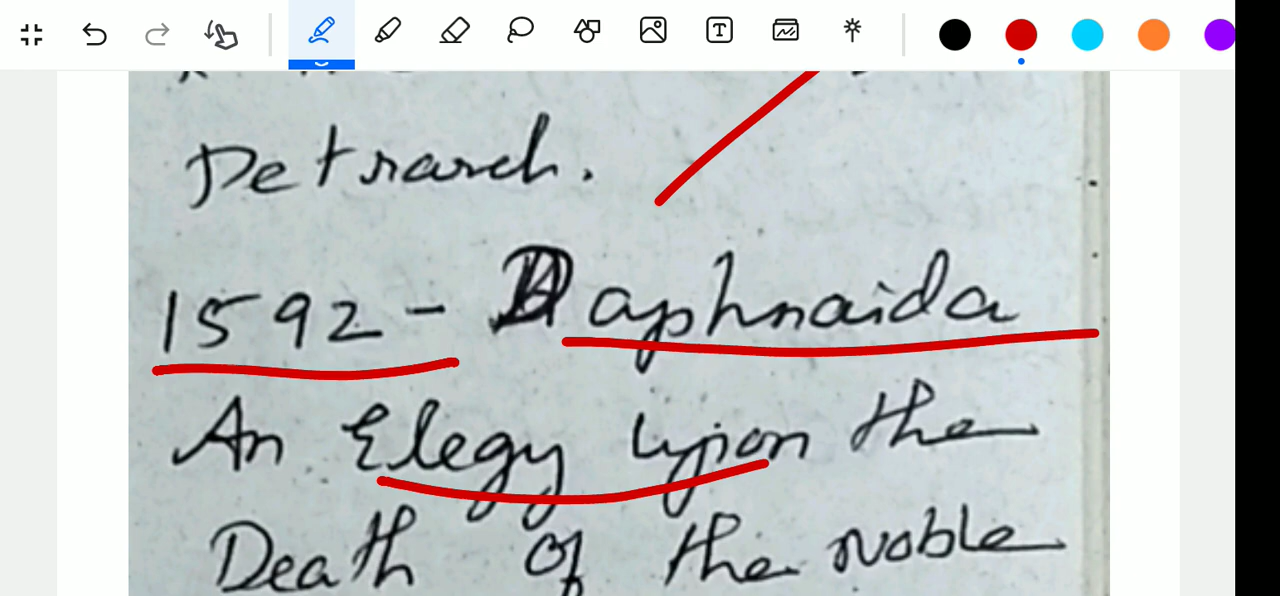 Petrarch.
1592 - Daphnaida
An Elegy upon the
Death of the noble